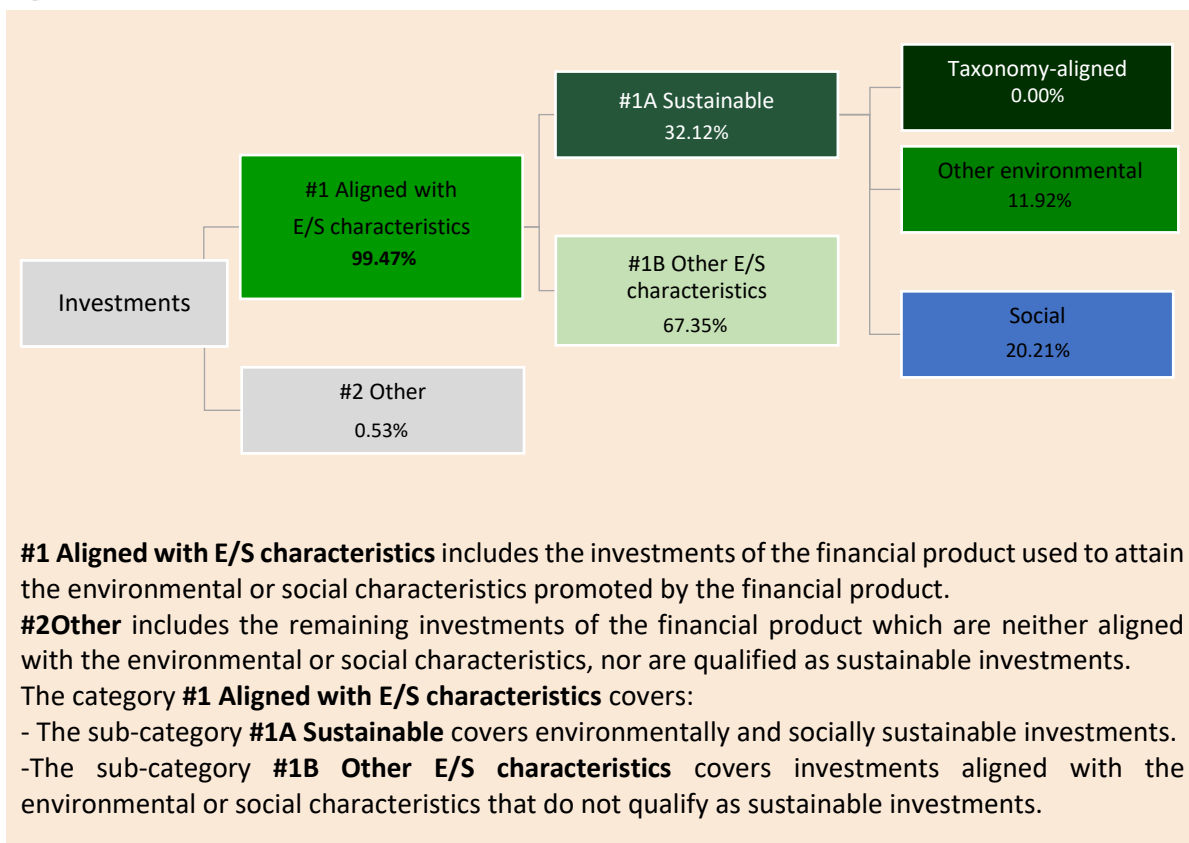 Investments
#1 Aligned with
E/S characteristics
99.47%
#2 Other
0.53%
#1A Sustainable
32.12%
#1B Other E/S
characteristics
67.35%
Taxonomy-aligned
0.00%
Other environmental
11.92%
Social
20.21%
#1 Aligned with E/S characteristics includes the investments of the financial product used to attain
the environmental or social characteristics promoted by the financial product.
#2Other includes the remaining investments of the financial product which are neither aligned
with the environmental or social characteristics, nor are qualified as sustainable investments.
The category #1 Aligned with E/S characteristics covers:
- The sub-category #1A Sustainable covers environmentally and socially sustainable investments.
-The sub-category #1B Other E/S characteristics covers investments aligned with the
environmental or social characteristics that do not qualify as sustainable investments.